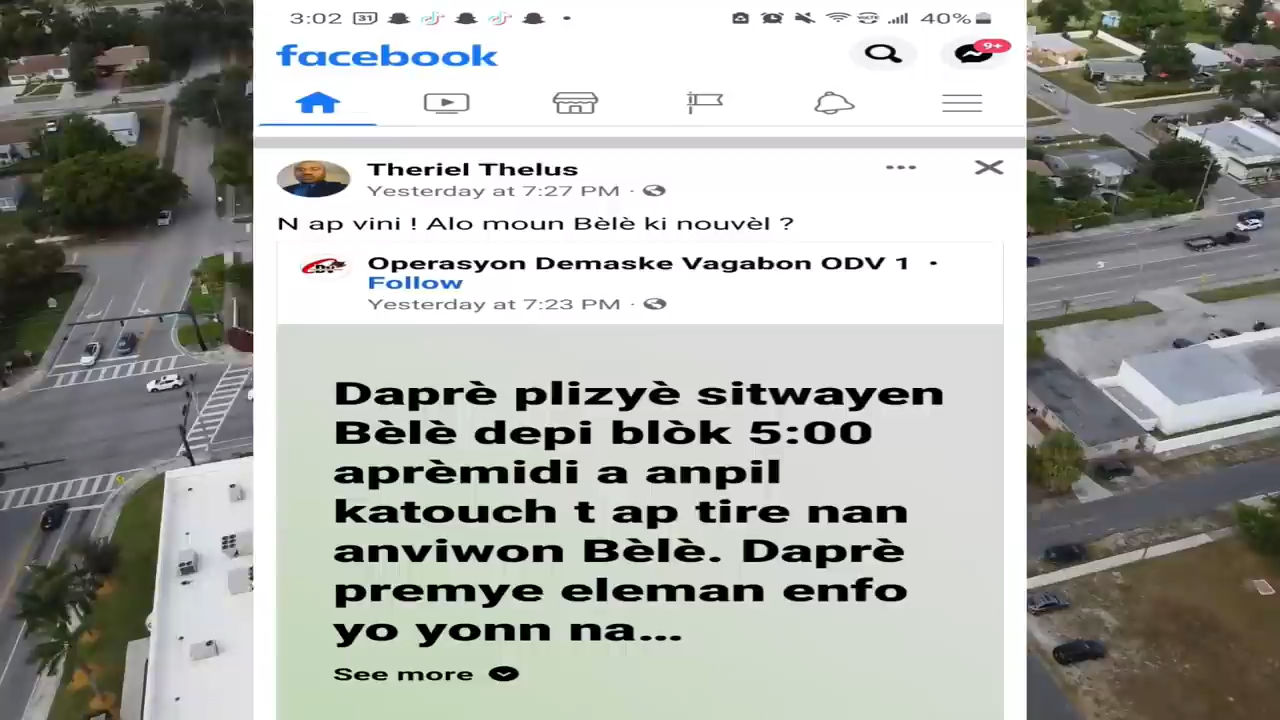 3:02 31 40%
facebook
9+
Theriel Thelus
Yesterday at 7:27 PM ·
N ap vini ! Alo moun Bèlè ki nouvèl ?
Operasyon Demaske Vagabon ODV 1 ·
Follow
Yesterday at 7:23 PM ·
Daprè plizyè sitwayen
Bèlè depi blòk 5:00
aprèmidi a anpil
katouch t ap tire nan
anviwon Bèlè. Daprè
premye eleman enfo
yo yonn na...
See more